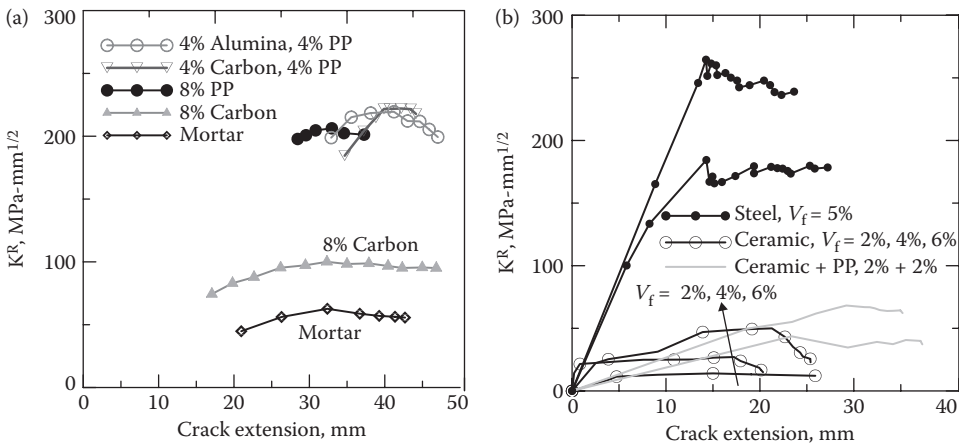 (a)
300
200
100
0
K^R, MPa-mm^1/2
4% Alumina, 4% PP
4% Carbon, 4% PP
8% PP
8% Carbon
Mortar
8% Carbon
Mortar
0 10 20 30 40 50
Crack extension, mm
(b)
300
200
100
0
K^R, MPa-mm^1/2
Steel, V_f = 5%
Ceramic, V_f = 2%, 4%, 6%
Ceramic + PP, 2% + 2%
V_f = 2%, 4%, 6%
0 10 20 30 40
Crack extension, mm